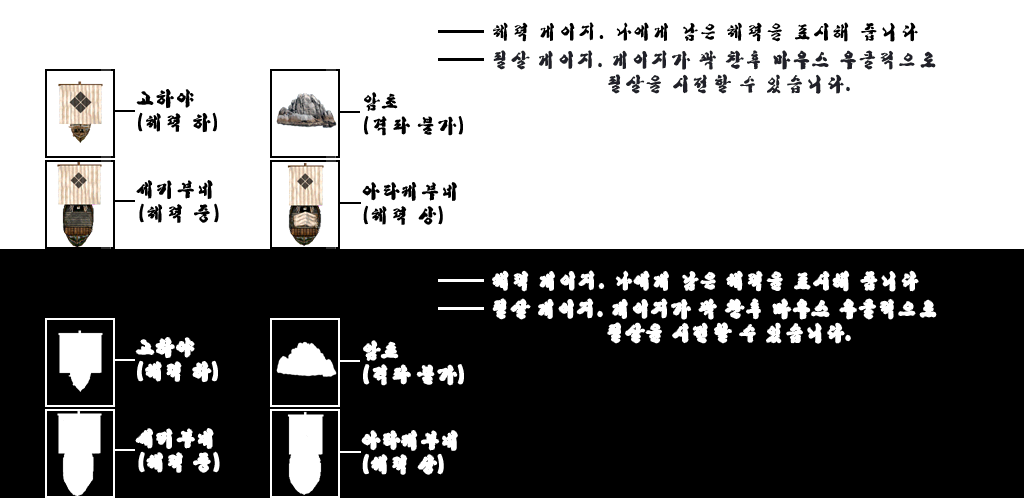 체력 게이지. 나에게 남은 체력을 표시해 줍니다
필살 게이지. 게이지가 꽉 찬후 마우스 우클릭으로
필살을 시전할 수 있습니다.
고하야
(체력 하)
암초
(격파 불가)
세키부네
(체력 중)
아타케부네
(체력 상)
체력 게이지. 나에게 남은 체력을 표시해 줍니다
필살 게이지. 게이지가 꽉 찬후 마우스 우클릭으로
필살을 시전할 수 있습니다.
고하야
(체력 하)
암초
(격파 불가)
세키부네
(체력 중)
아타케부네
(체력 상)